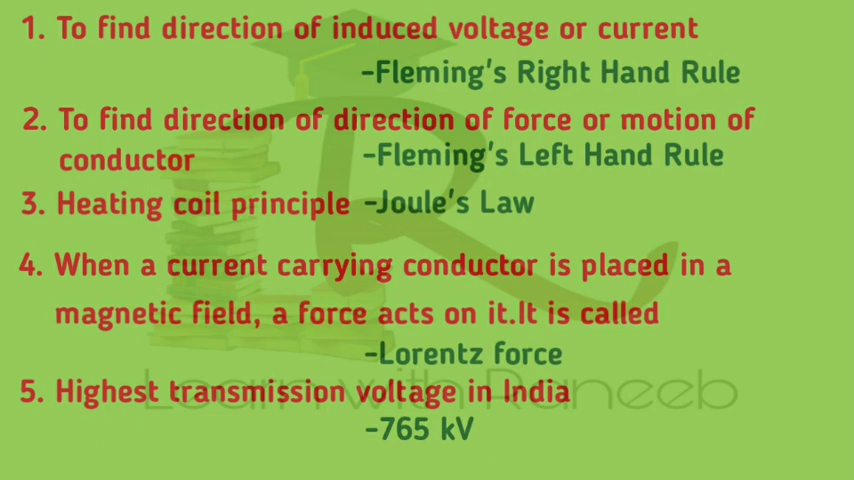 1. To find direction of induced voltage or current
-Fleming's Right Hand Rule
2. To find direction of direction of force or motion of
conductor -Fleming's Left Hand Rule
3. Heating coil principle -Joule's Law
4. When a current carrying conductor is placed in a
magnetic field, a force acts on it.It is called
-Lorentz force
5. Highest transmission voltage in India
-765 kV
Learn with Raneeb